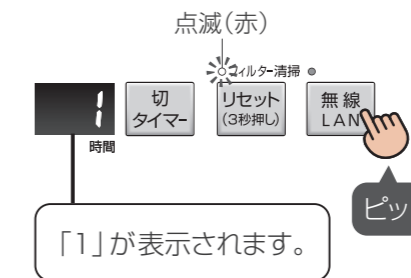 点滅(赤)
フィルター清掃
1
時間
切
タイマー
リセット
(3秒押し)
無線
LAN
ピッ
「1」が表示されます。